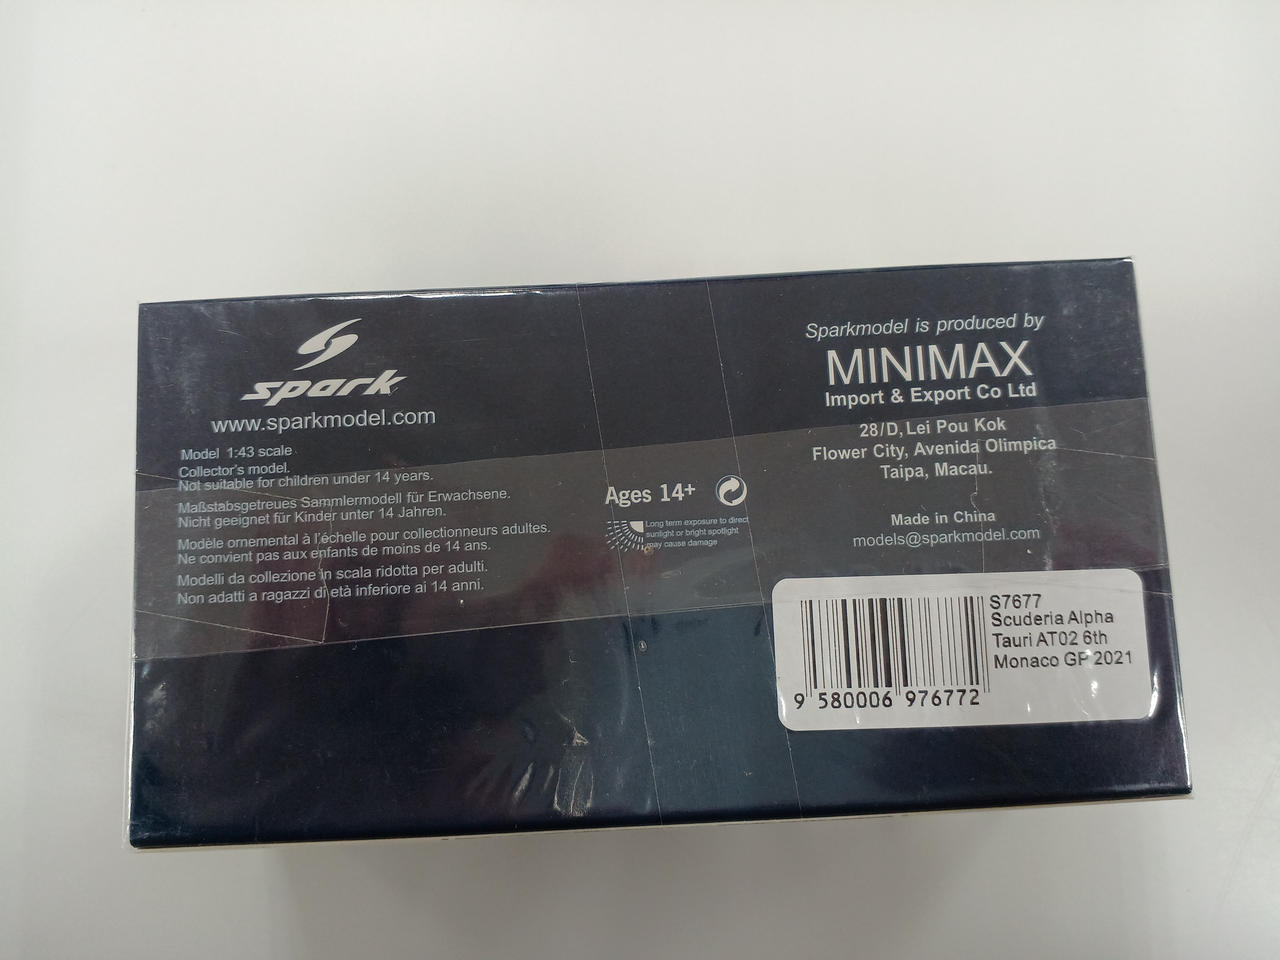 spark
www.sparkmodel.com
Model 1:43 scale
Collector's model.
Not suitable for children under 14 years.
Maßstabsgetreues Sammlermodell für Erwachsene.
Nicht geeignet für Kinder unter 14 Jahren.
Modèle ornemental à l'échelle pour collectionneurs adultes.
Ne convient pas aux enfants de moins de 14 ans.
Modelli da collezione in scala ridotta per adulti.
Non adatti a ragazzi di età inferiore ai 14 anni.
Ages 14+
Long term exposure to direct
sunlight or bright spotlight
may cause damage
Sparkmodel is produced by
MINIMAX
Import & Export Co Ltd
28/D, Lei Pou Kok
Flower City, Avenida Olimpica
Taipa, Macau.
Made in China
models@sparkmodel.com
S7677
Scuderia Alpha
Tauri AT02 6th
Monaco GP 2021
9 580006 976772